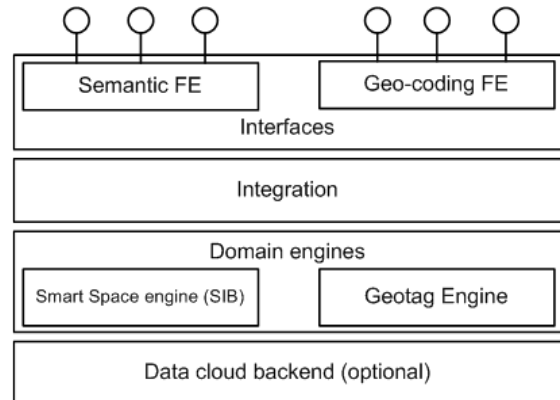 Semantic FE
Geo-coding FE
Interfaces
Integration
Domain engines
Smart Space engine (SIB)
Geotag Engine
Data cloud backend (optional)